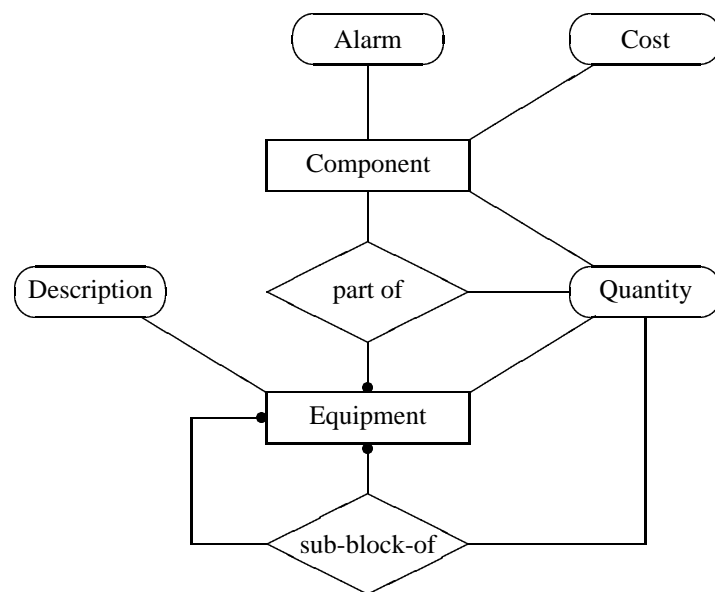 Alarm
Cost
Component
Description
part of
Quantity
Equipment
sub-block-of